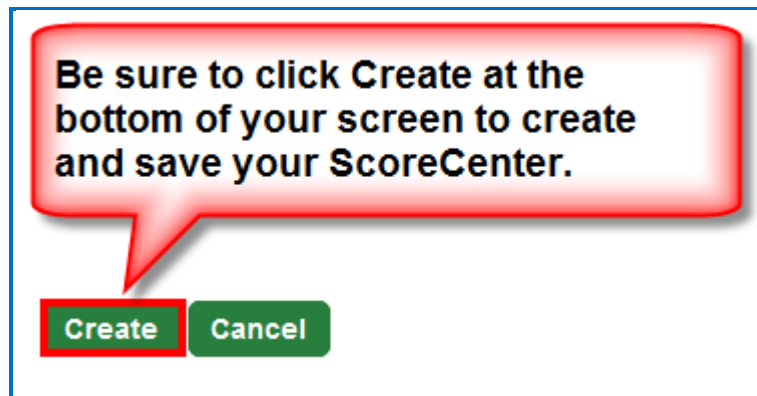 Be sure to click Create at the
bottom of your screen to create
and save your ScoreCenter.
Create Cancel